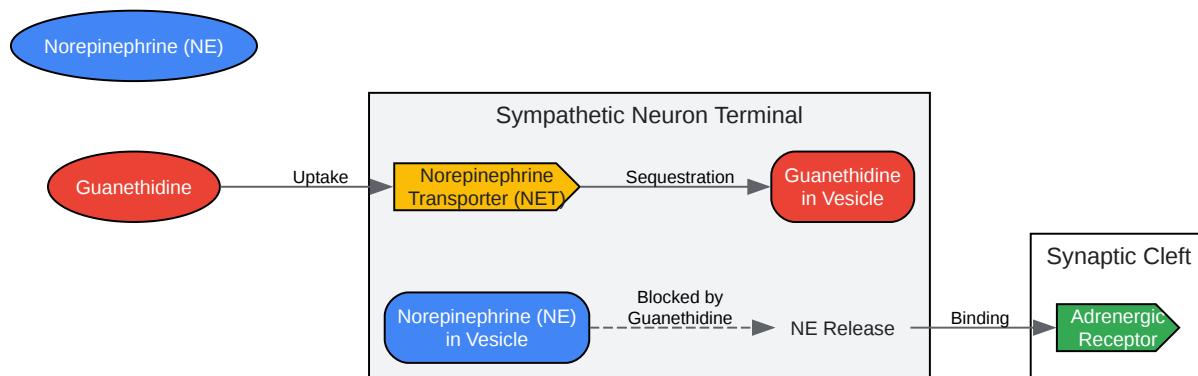 Norepinephrine (NE)
Sympathetic Neuron Terminal
Guanethidine
Uptake
Norepinephrine
Transporter (NET)
Sequestration
Guanethidine
in Vesicle
Synaptic Cleft
Norepinephrine (NE)
in Vesicle
Blocked by
Guanethidine
NE Release
Binding
Adrenergic
Receptor